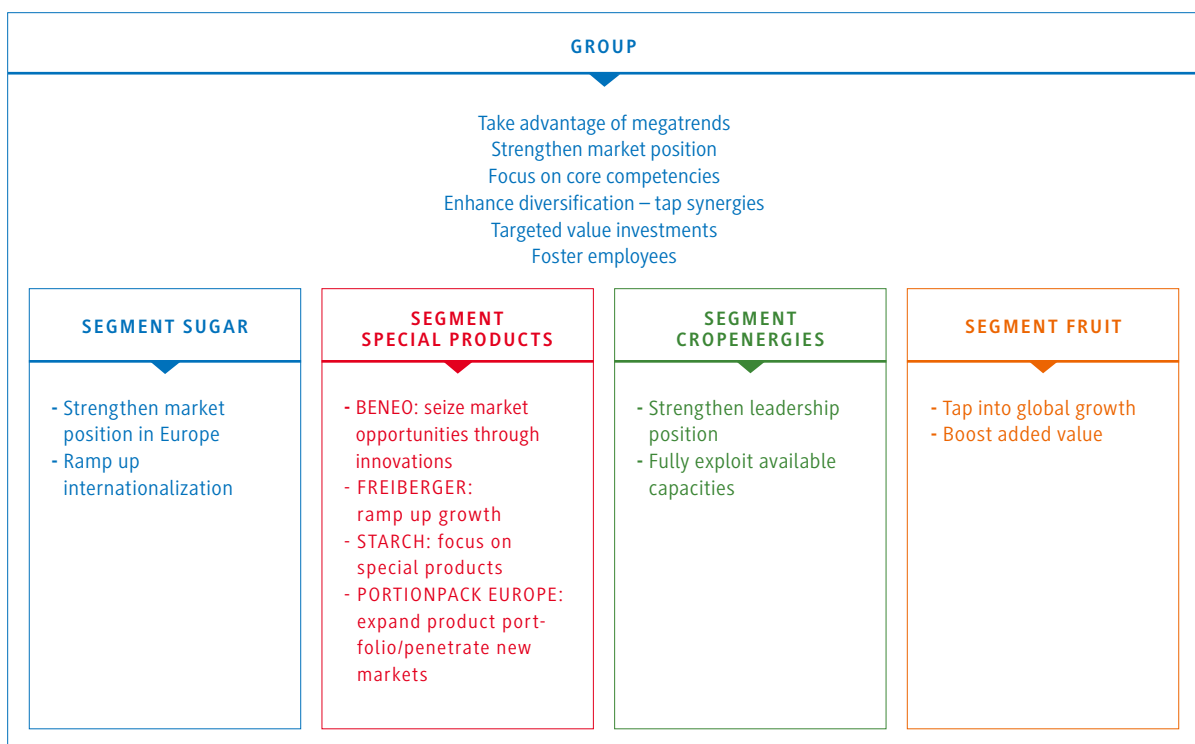 GROUP
Take advantage of megatrends
Strengthen market position
Focus on core competencies
Enhance diversification – tap synergies
Targeted value investments
Foster employees
SEGMENT SUGAR
- Strengthen market
position in Europe
- Ramp up
internationalization
SEGMENT
SPECIAL PRODUCTS
- BENEO: seize market
opportunities through
innovations
- FREIBERGER:
ramp up growth
- STARCH: focus on
special products
- PORTIONPACK EUROPE:
expand product port-
folio/penetrate new
markets
SEGMENT
CROPENERGIES
- Strengthen leadership
position
- Fully exploit available
capacities
SEGMENT FRUIT
- Tap into global growth
- Boost added value